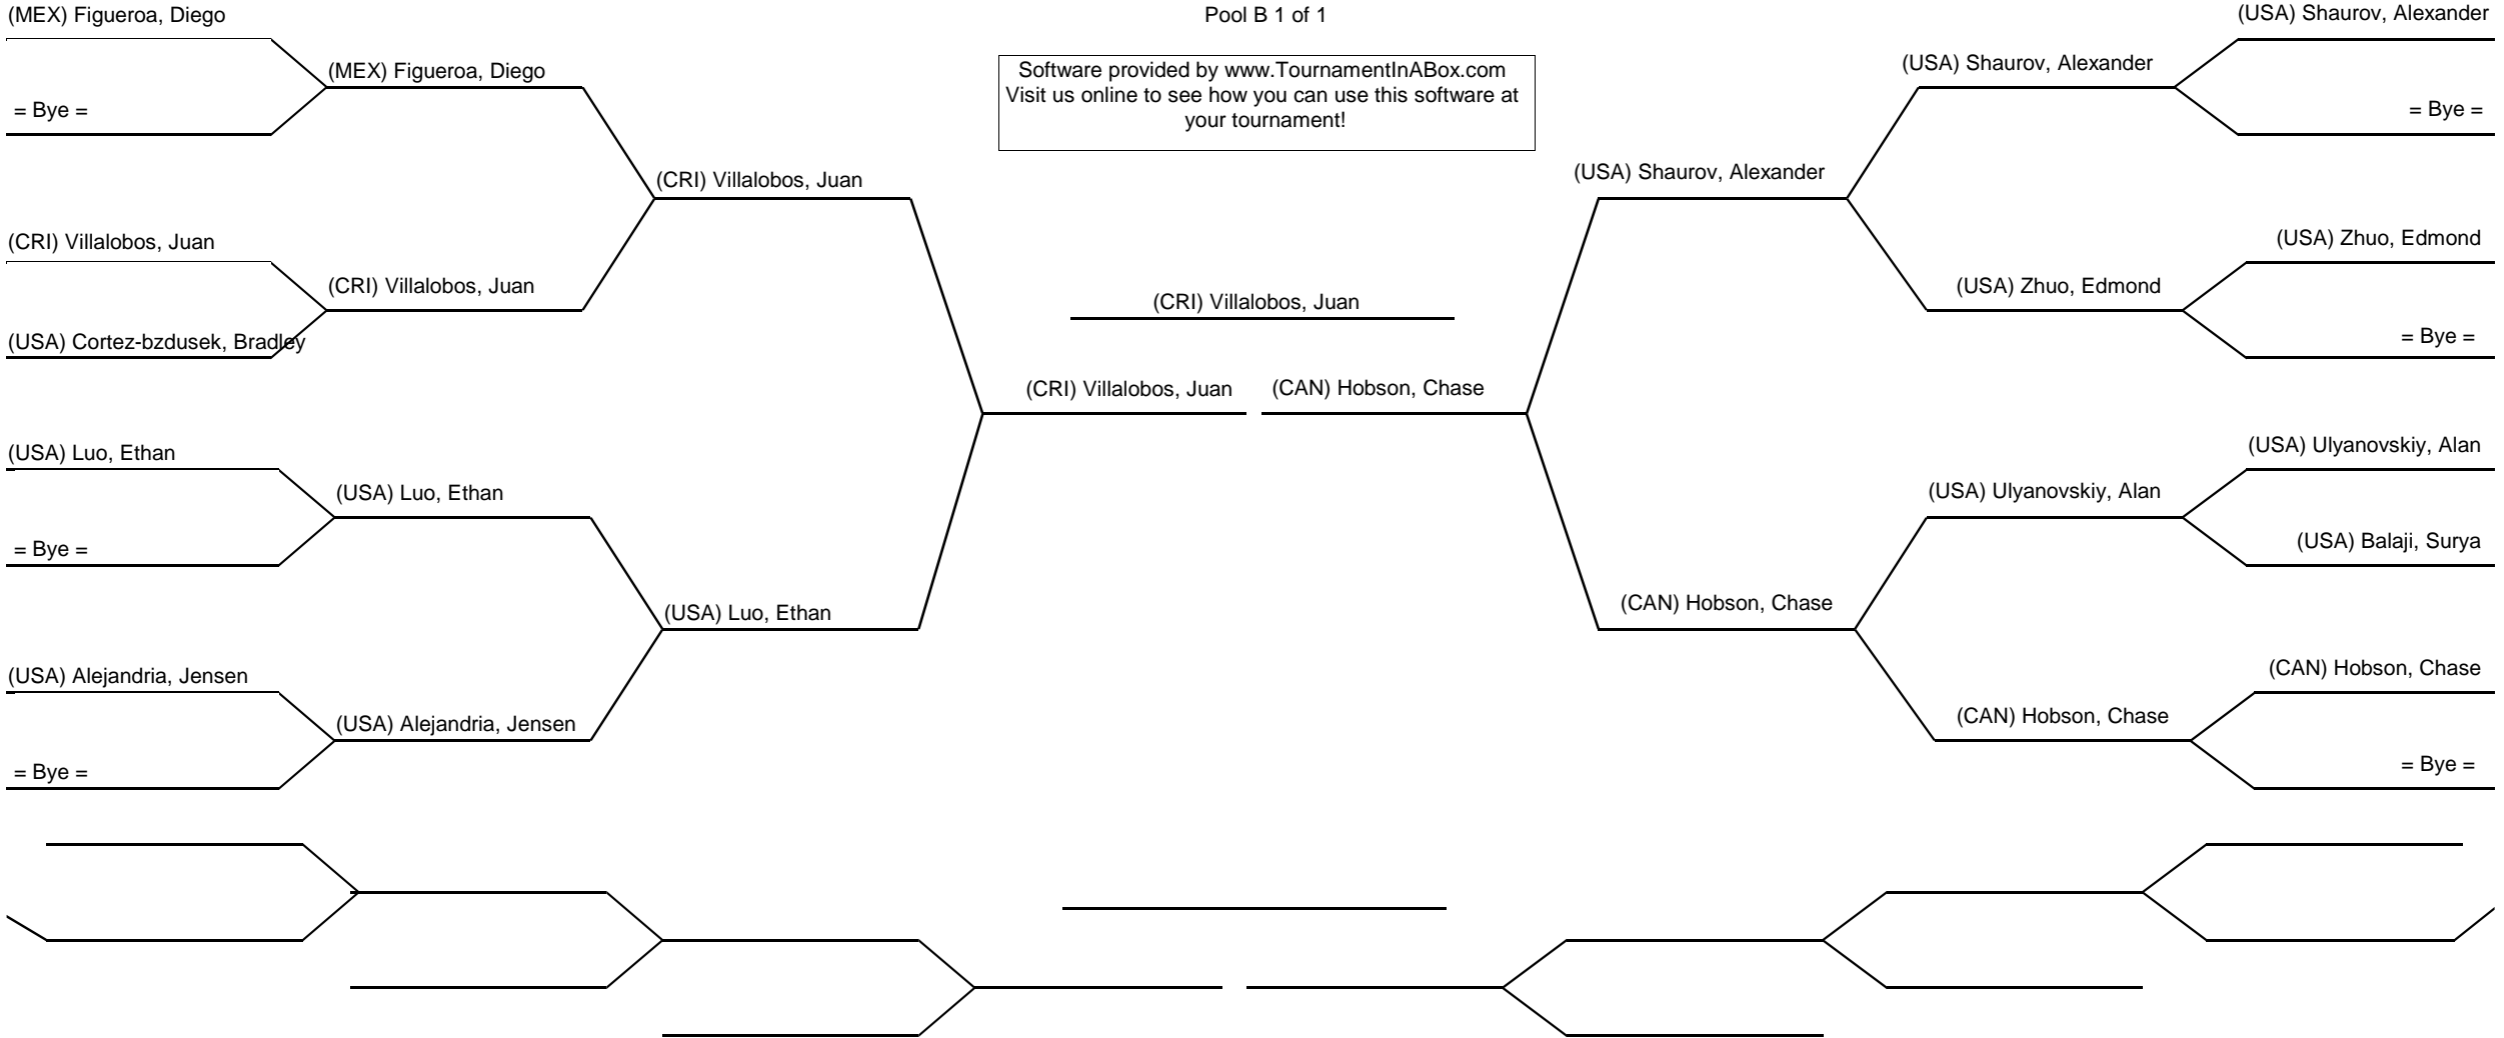 (MEX) Figueroa, Diego
Pool B 1 of 1
(USA) Shaurov, Alexander
(MEX) Figueroa, Diego
Software provided by www.TournamentInABox.com
Visit us online to see how you can use this software at
your tournament!
(USA) Shaurov, Alexander
= Bye =
= Bye =
(CRI) Villalobos, Juan
(USA) Shaurov, Alexander
(CRI) Villalobos, Juan
(USA) Zhuo, Edmond
(CRI) Villalobos, Juan
(CRI) Villalobos, Juan
(USA) Zhuo, Edmond
(USA) Cortez-bzdusek, Bradley
= Bye =
(CRI) Villalobos, Juan
(CAN) Hobson, Chase
(USA) Luo, Ethan
(USA) Ulyanovskiy, Alan
(USA) Luo, Ethan
(USA) Ulyanovskiy, Alan
= Bye =
(USA) Balaji, Surya
(USA) Luo, Ethan
(CAN) Hobson, Chase
(USA) Alejandria, Jensen
(CAN) Hobson, Chase
(USA) Alejandria, Jensen
(CAN) Hobson, Chase
= Bye =
= Bye =